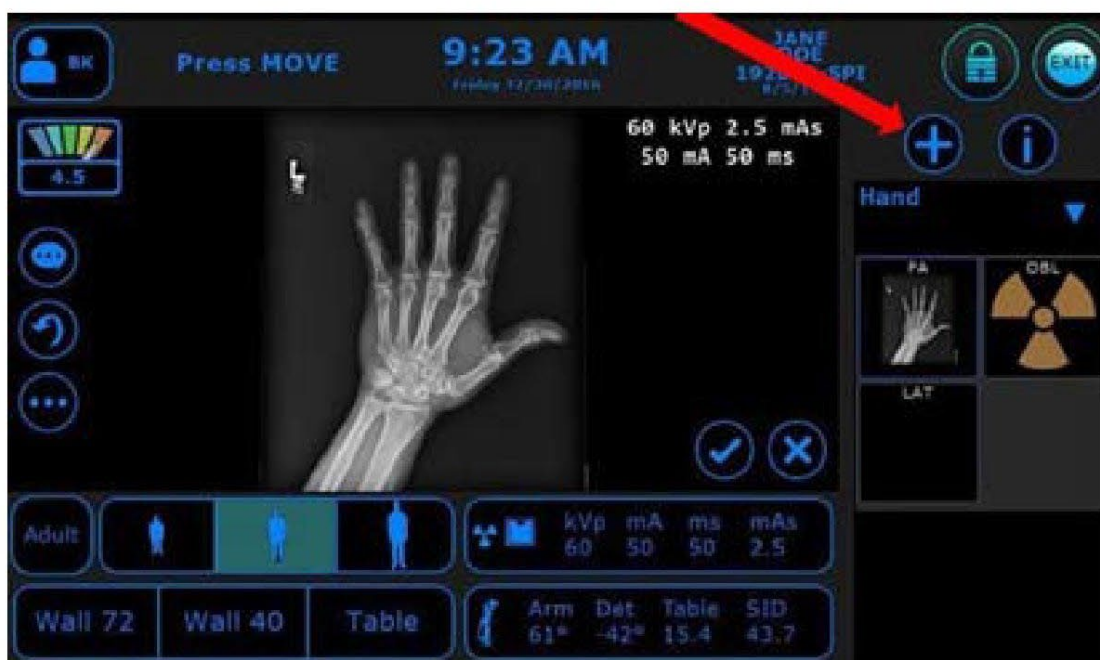 BK
Press MOVE
9:23 AM
JANE
EXIT
60 kVp 2.5 mAs
50 mA 50 ms
4.5
L
i
Hand
PA
OBL
LAT
Adult
kVp mA ms mAs
60 50 50 2.5
Wall 72
Wall 40
Table
Arm Det Table SID
61° -42° 15.4 43.7